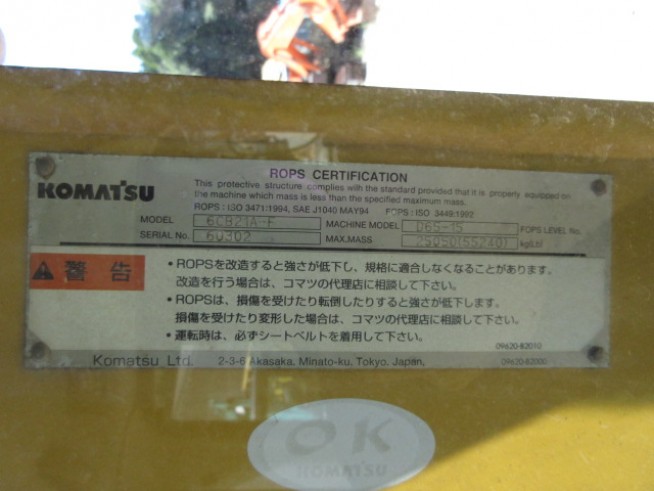 ROPS CERTIFICATION
KOMATSU
This protective structure complies with the standard provided that it is properly equipped on
the machine which mass is less than the specified maximum mass.
ROPS : ISO 3471:1994, SAE J1040 MAY94 FOPS : ISO 3449:1992
MODEL MACHINE MODEL D65-15 FOPS LEVEL No.
SERIAL No. 60302 MAX.MASS 25050(55240) kg(Lb)
警告
・ROPSを改造すると強さが低下し、規格に適合しなくなることがあります。
改造を行う場合は、コマツの代理店に相談して下さい。
・ROPSは、損傷を受けたり転倒したりすると強さが低下します。
損傷を受けたり変形した場合は、コマツの代理店に相談して下さい。
・運転時は、必ずシートベルトを着用して下さい。
09620-B2010
Komatsu Ltd. 2-3-6 Akasaka, Minato-ku, Tokyo, Japan, 09620-B2000
OK
KOMATSU